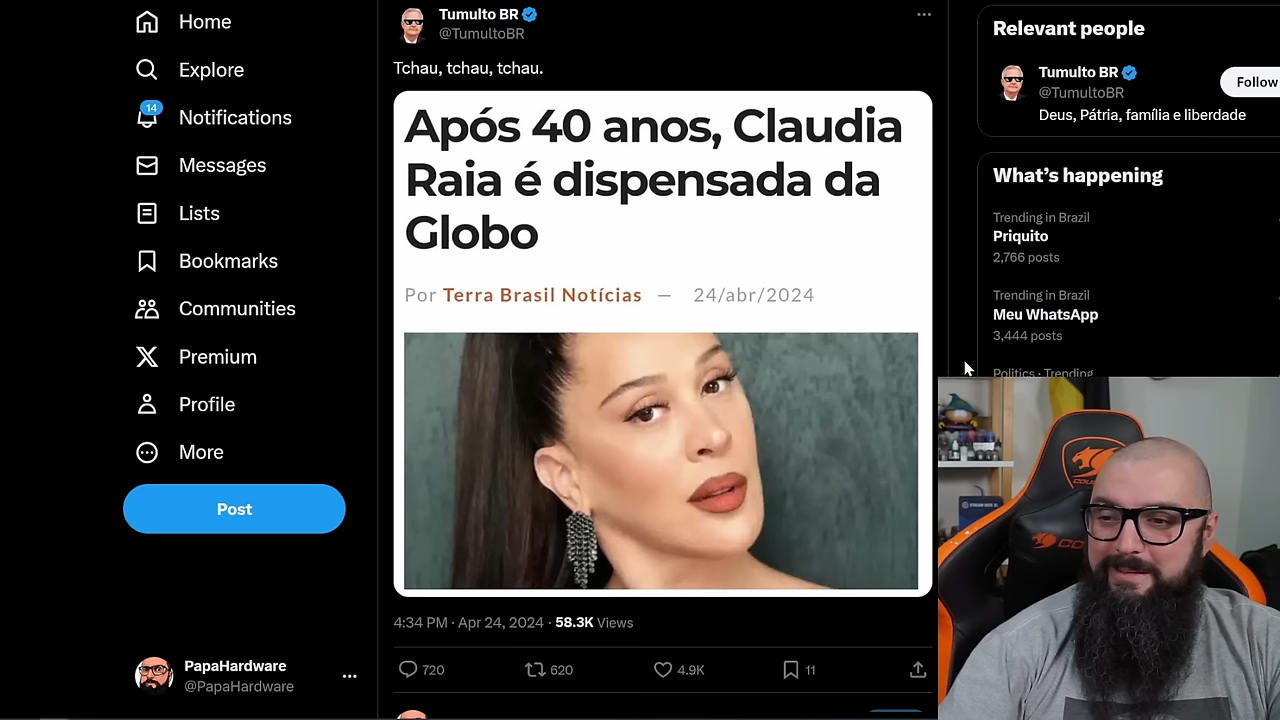 Home
Explore
14
Notifications
Messages
Lists
Bookmarks
Communities
Premium
Profile
More
Post
PapaHardware
@PapaHardware
Tumulto BR
@TumultoBR
Tchau, tchau, tchau.
Após 40 anos, Claudia
Raia é dispensada da
Globo
Por Terra Brasil Notícias — 24/abr/2024
4:34 PM · Apr 24, 2024 · 58.3K Views
720
620
4.9K
11
Relevant people
Tumulto BR
@TumultoBR
Follow
Deus, Pátria, família e liberdade
What's happening
Trending in Brazil
Priquito
2,766 posts
Trending in Brazil
Meu WhatsApp
3,444 posts
Politics · Trending